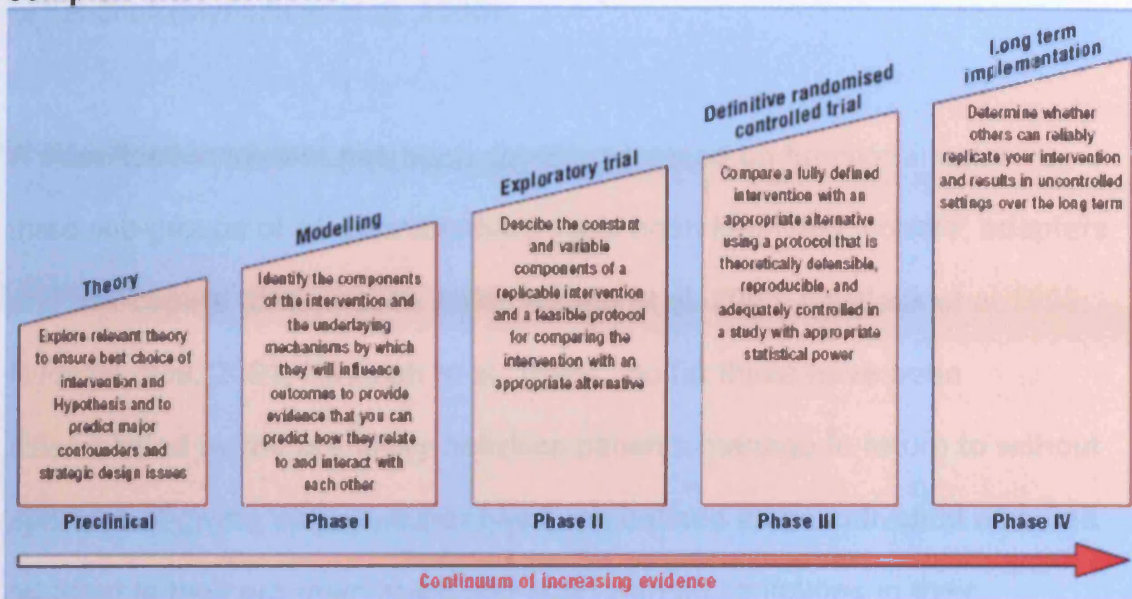 Theory
Explore relevant theory
to ensure best choice of
intervention and
Hypothesis and to
predict major
confounders and
strategic design issues
Preclinical
Modelling
Identify the components
of the intervention and
the underlaying
mechanisms by which
they will influence
outcomes to provide
evidence that you can
predict how they relate
to and interact with
each other
Phase I
Exploratory trial
Descibe the constant
and variable
components of a
replicable intervention
and a feasible protocol
for comparing the
intervention with an
appropriate alternative
Phase II
Definitive randomised
controlled trial
Compare a fully defined
intervention with an
appropriate alternative
using a protocol that is
theoretically defensible,
reproducible, and
adequately controlled in
a study with appropriate
statistical power
Phase III
Long term
implementation
Determine whether
others can reliably
replicate your intervention
and results in uncontrolled
settings over the long term
Phase IV
Continuum of increasing evidence